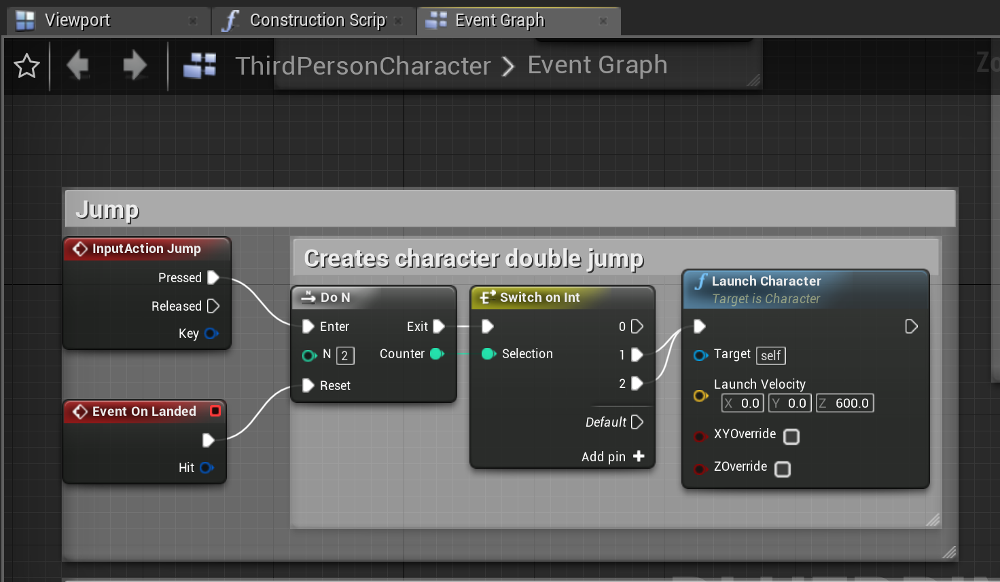 Viewport
Construction Scrip
Event Graph
ThirdPersonCharacter > Event Graph
Zo
Jump
InputAction Jump
Pressed
Released
Key
Creates character double jump
Do N
Enter
Exit
N 2
Counter
Reset
Switch on Int
0
Selection
1
2
Default
Add pin +
Launch Character
Target is Character
Target self
Launch Velocity
X 0.0 Y 0.0 Z 600.0
XYOverride
ZOverride
Event On Landed
Hit